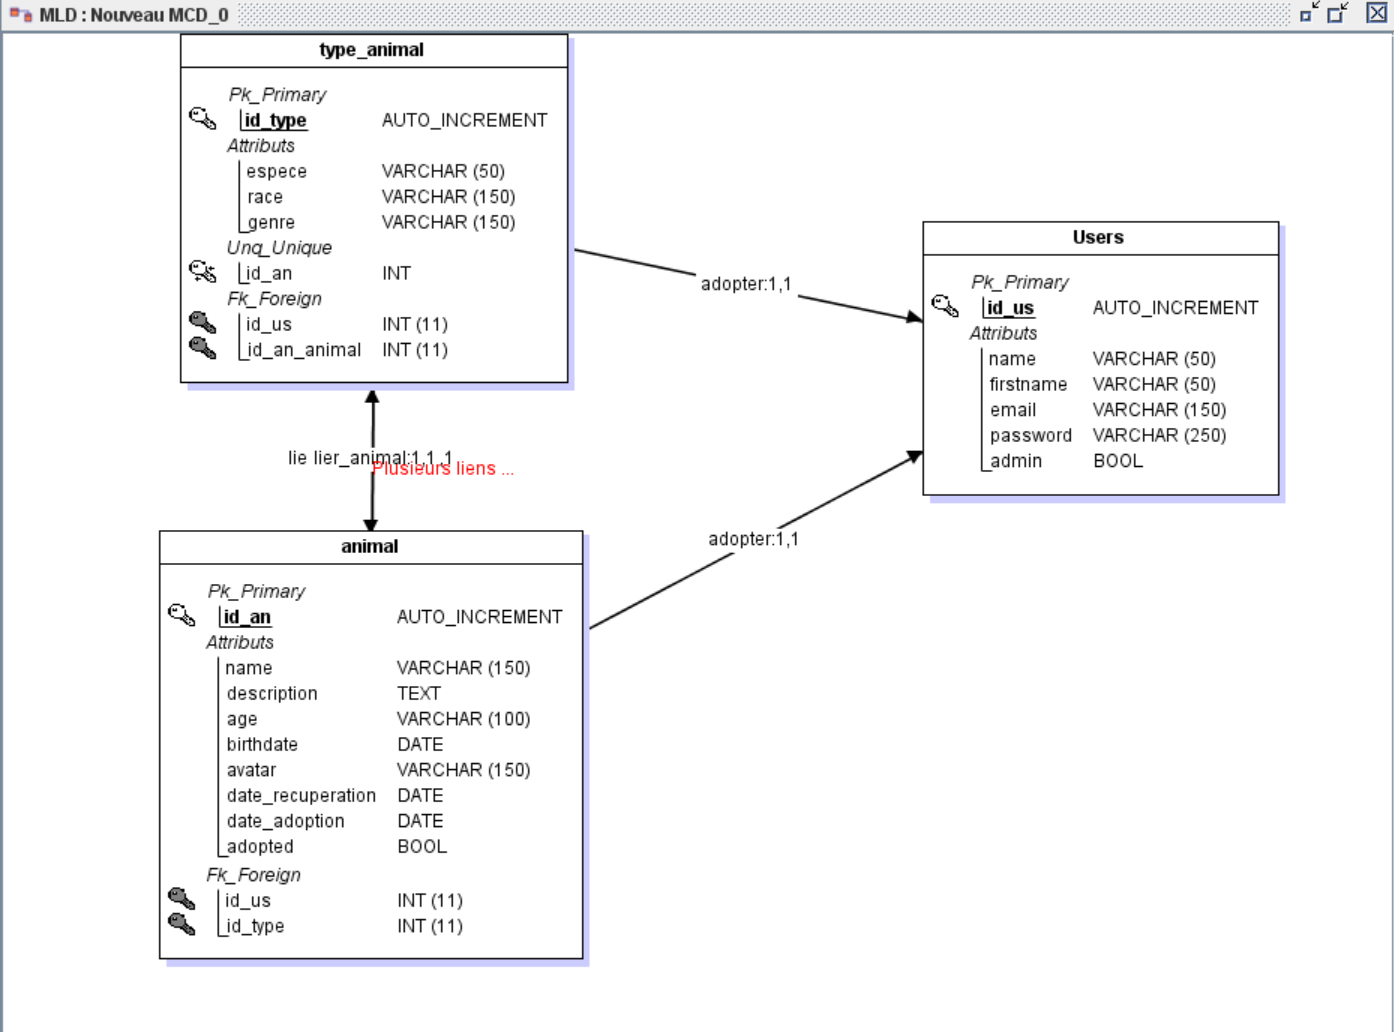 MLD : Nouveau MCD_0
type_animal
Pk_Primary
id_type AUTO_INCREMENT
Attributs
espece VARCHAR (50)
race VARCHAR (150)
genre VARCHAR (150)
Unq_Unique
id_an INT
Fk_Foreign
id_us INT (11)
id_an_animal INT (11)
adopter:1,1
Users
Pk_Primary
id_us AUTO_INCREMENT
Attributs
name VARCHAR (50)
firstname VARCHAR (50)
email VARCHAR (150)
password VARCHAR (250)
admin BOOL
lie lier_animal:1,1,1
Plusieurs liens ...
adopter:1,1
animal
Pk_Primary
id_an AUTO_INCREMENT
Attributs
name VARCHAR (150)
description TEXT
age VARCHAR (100)
birthdate DATE
avatar VARCHAR (150)
date_recuperation DATE
date_adoption DATE
adopted BOOL
Fk_Foreign
id_us INT (11)
id_type INT (11)